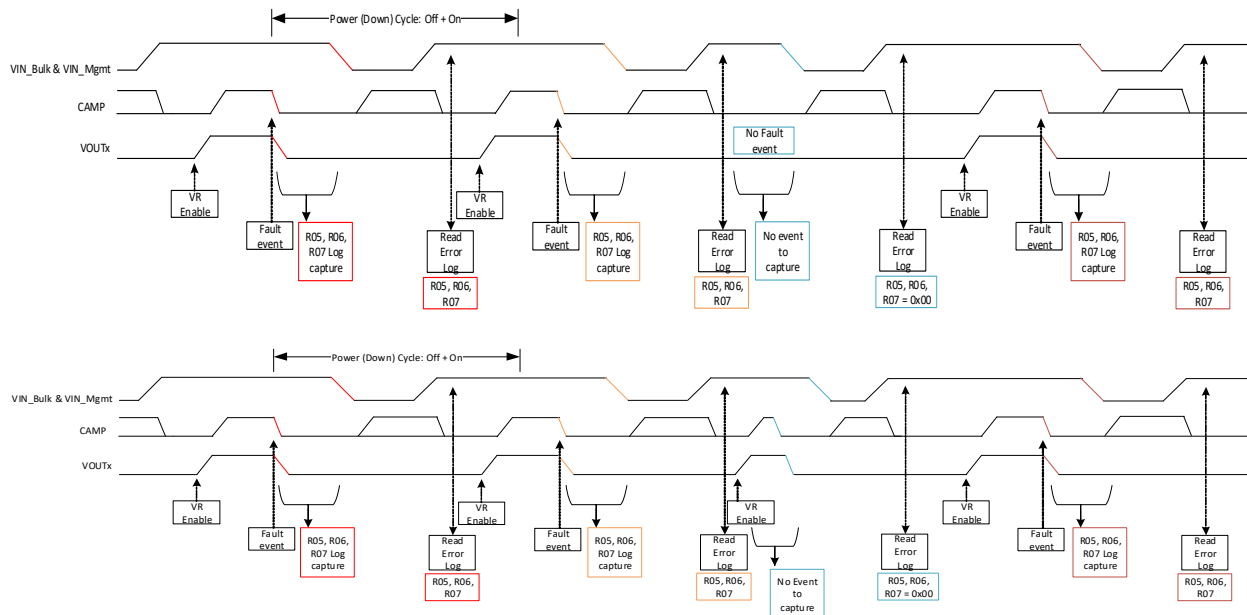 Power (Down) Cycle: Off + On
VIN_Bulk & VIN_Mgmt
CAMP
VOUTx
No Fault
event
VR
Enable
VR
Enable
VR
Enable
Fault
event
R05, R06,
R07 Log
capture
Read
Error
Log
R05, R06,
R07
Fault
event
R05, R06,
R07 Log
capture
Read
Error
Log
R05, R06,
R07
No event
to
capture
Read
Error
Log
R05, R06,
R07 = 0x00
Fault
event
R05, R06,
R07 Log
capture
Read
Error
Log
R05, R06,
R07
Power (Down) Cycle: Off + On
VIN_Bulk & VIN_Mgmt
CAMP
VOUTx
VR
Enable
VR
Enable
VR
Enable
VR
Enable
Fault
event
R05, R06,
R07 Log
capture
Read
Error
Log
R05, R06,
R07
Fault
event
R05, R06,
R07 Log
capture
Read
Error
Log
R05, R06,
R07
No Event
to
capture
Read
Error
Log
R05, R06,
R07 = 0x00
Fault
event
R05, R06,
R07 Log
capture
Read
Error
Log
R05, R06,
R07